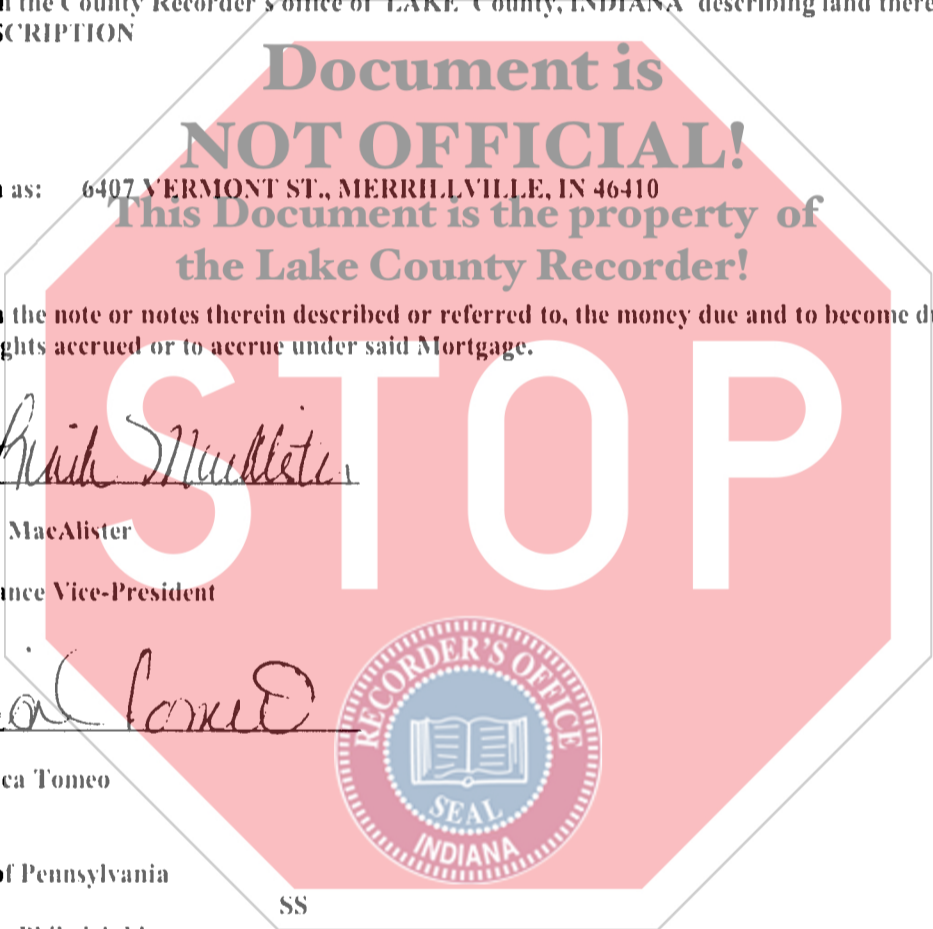 the County Recorder's office of LAKE County, INDIANA describing land there
SCRIPTION
Document is
NOT OFFICIAL!
as: 6407 VERMONT ST., MERRILLVILLE, IN 46410
This Document is the property of
the Lake County Recorder!
the note or notes therein described or referred to, the money due and to become du
ghts accrued or to accrue under said Mortgage.
STOP
MacAlister
ance Vice-President
RECORDER'S OFFICE
SEAL
INDIANA
ca Tomeo
of Pennsylvania
SS